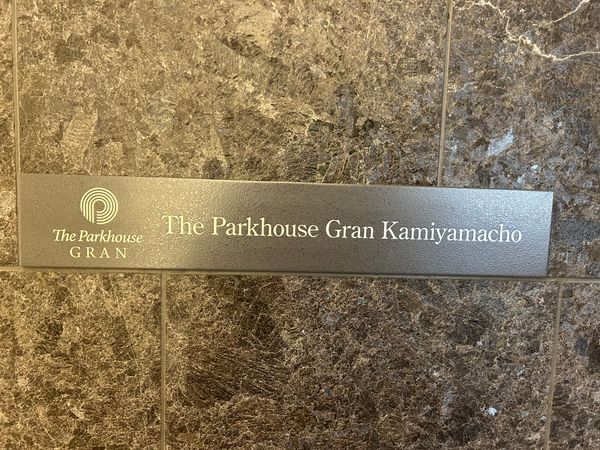 The Parkhouse
GRAN
The Parkhouse Gran Kamiyamacho